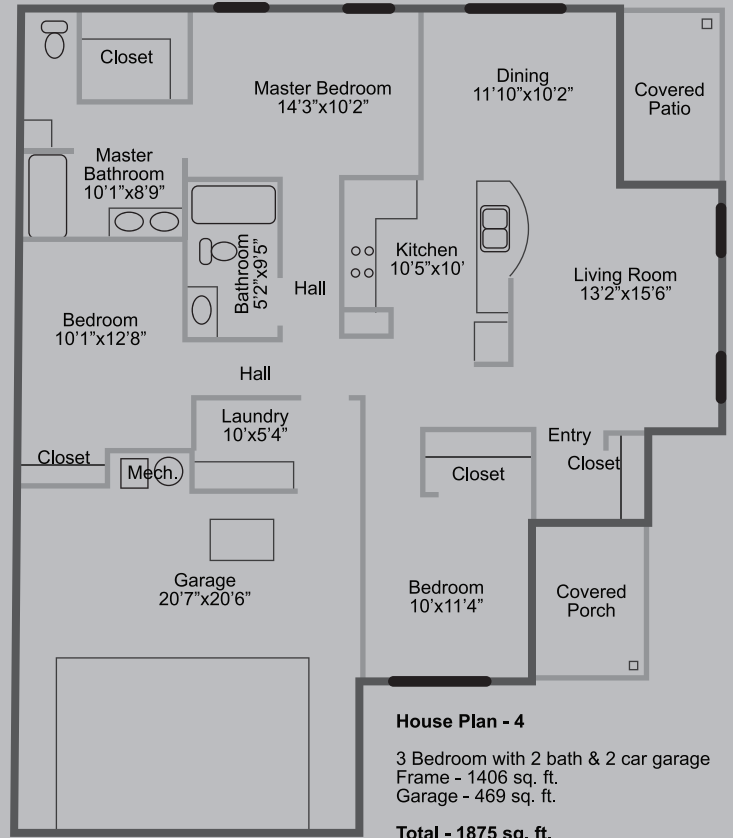 Closet
Master Bedroom
14'3”x10'2”
Dining
11'10”x10'2”
Covered
Patio
Master
Bathroom
10'1”x8'9”
Bathroom
5'2”x9'5”
Kitchen
10'5”x10'
Living Room
13'2”x15'6”
Hall
Bedroom
10'1”x12'8”
Hall
Laundry
10'x5'4”
Entry
Closet
Closet
Mech.
Closet
Garage
20'7”x20'6”
Bedroom
10'x11'4”
Covered
Porch
House Plan - 4
3 Bedroom with 2 bath & 2 car garage
Frame - 1406 sq. ft.
Garage - 469 sq. ft.
Total - 1875 sq. ft.